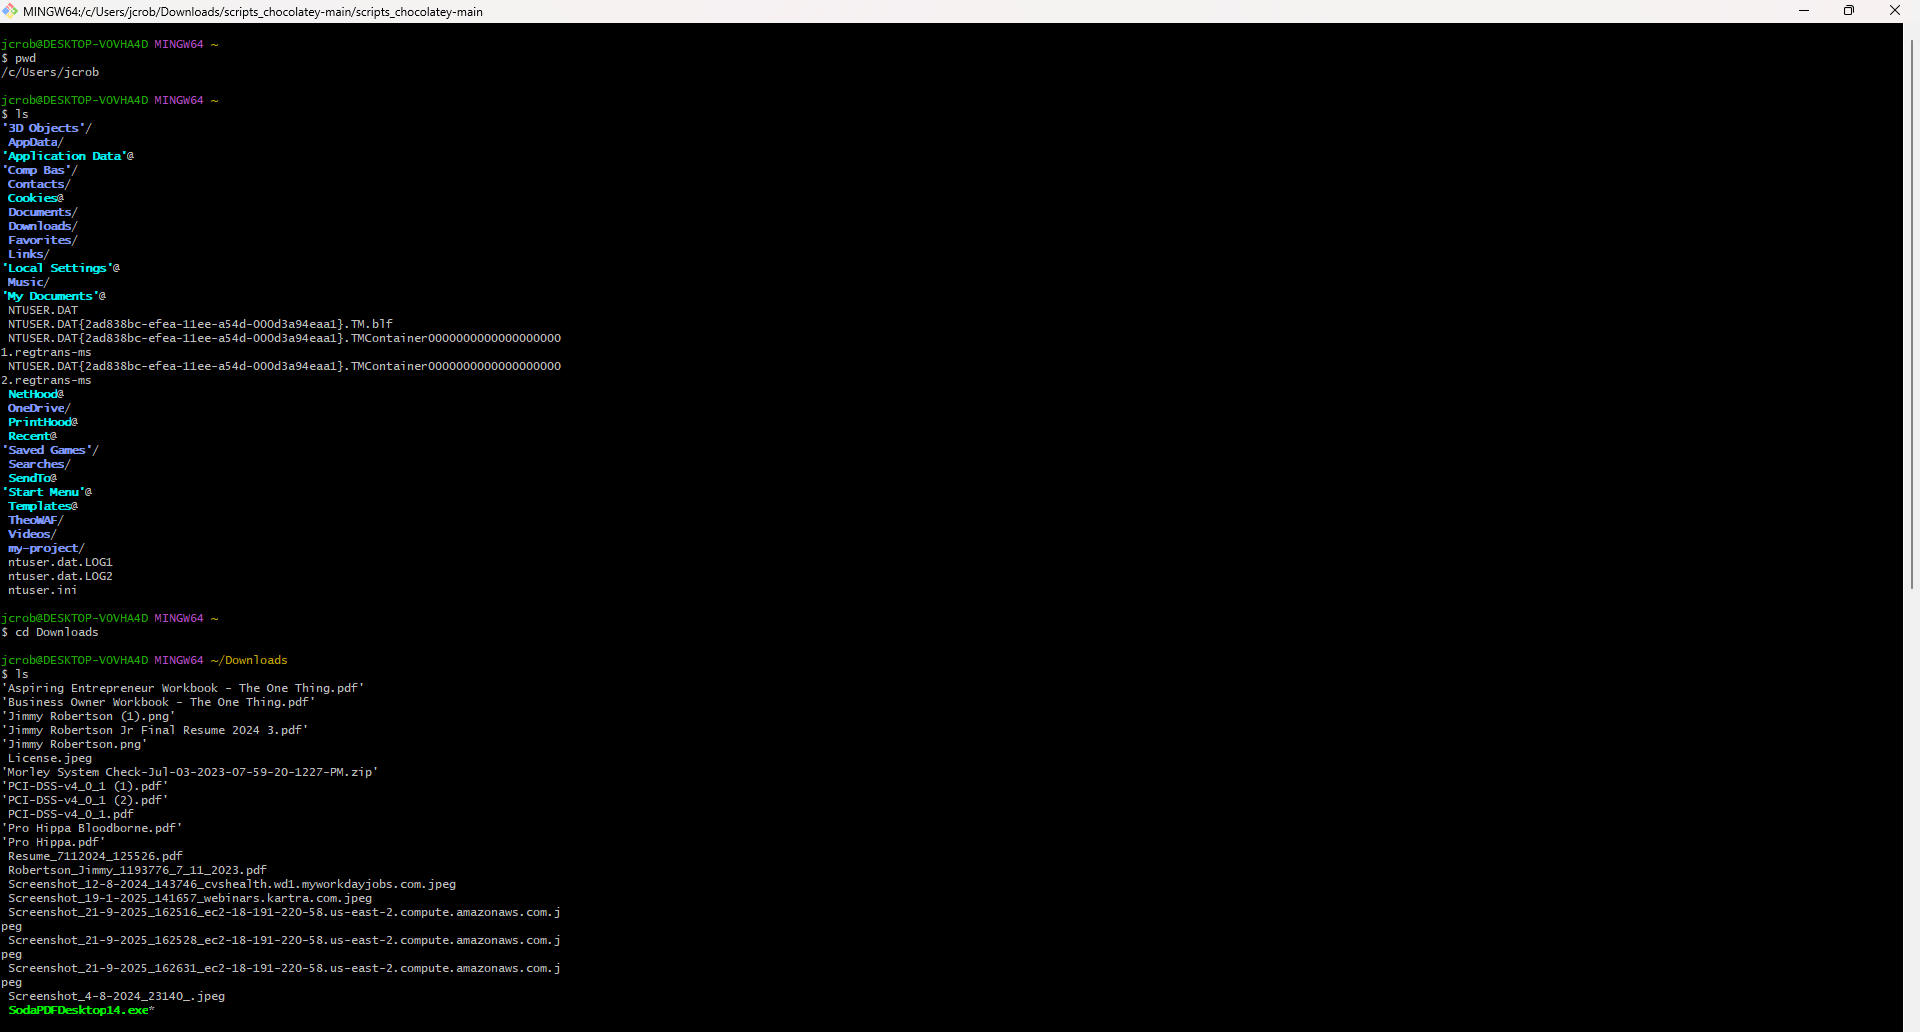 MINGW64:/c/Users/jcrob/Downloads/scripts_chocolatey-main/scripts_chocolatey-main
jcrob@DESKTOP-VOVHA4D MINGW64 ~
$ pwd
/c/Users/jcrob
jcrob@DESKTOP-VOVHA4D MINGW64 ~
$ ls
'3D Objects'/
AppData/
'Application Data'@
'Comp Bas'/
Contacts/
Cookies@
Documents/
Downloads/
Favorites/
Links/
'Local Settings'@
Music/
'My Documents'@
NTUSER.DAT
NTUSER.DAT{2ad838bc-efea-11ee-a54d-000d3a94eaa1}.TM.blf
NTUSER.DAT{2ad838bc-efea-11ee-a54d-000d3a94eaa1}.TMContainer0000000000000000000
1.regtrans-ms
NTUSER.DAT{2ad838bc-efea-11ee-a54d-000d3a94eaa1}.TMContainer0000000000000000000
2.regtrans-ms
NetHood@
OneDrive/
PrintHood@
Recent@
'Saved Games'/
Searches/
SendTo@
'Start Menu'@
Templates@
TheoWAF/
Videos/
my-project/
ntuser.dat.LOG1
ntuser.dat.LOG2
ntuser.ini
jcrob@DESKTOP-VOVHA4D MINGW64 ~
$ cd Downloads
jcrob@DESKTOP-VOVHA4D MINGW64 ~/Downloads
$ ls
'Aspiring Entrepreneur Workbook - The One Thing.pdf'
'Business Owner Workbook - The One Thing.pdf'
'Jimmy Robertson (1).png'
'Jimmy Robertson Jr Final Resume 2024 3.pdf'
'Jimmy Robertson.png'
License.jpeg
'Morley System Check-Jul-03-2023-07-59-20-1227-PM.zip'
'PCI-DSS-v4_0_1 (1).pdf'
'PCI-DSS-v4_0_1 (2).pdf'
PCI-DSS-v4_0_1.pdf
'Pro Hippa Bloodborne.pdf'
'Pro Hippa.pdf'
Resume_7112024_125526.pdf
Robertson_Jimmy_1193776_7_11_2023.pdf
Screenshot_12-8-2024_143746_cvshealth.wd1.myworkdayjobs.com.jpeg
Screenshot_19-1-2025_141657_webinars.kartra.com.jpeg
Screenshot_21-9-2025_162516_ec2-18-191-220-58.us-east-2.compute.amazonaws.com.j
peg
Screenshot_21-9-2025_162528_ec2-18-191-220-58.us-east-2.compute.amazonaws.com.j
peg
Screenshot_21-9-2025_162631_ec2-18-191-220-58.us-east-2.compute.amazonaws.com.j
peg
Screenshot_4-8-2024_23140_.jpeg
SodaPDFDesktop14.exe*